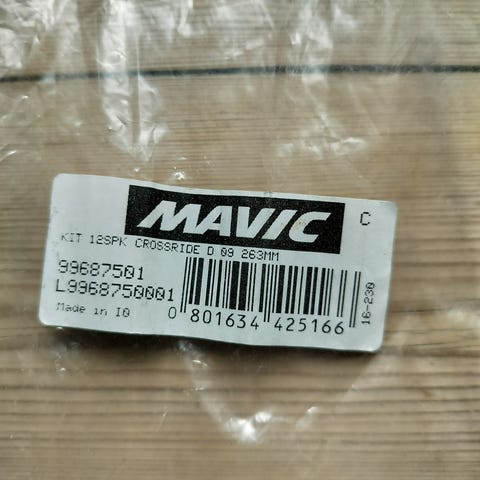 MAVIC
C
KIT 12SPK CROSSRIDE D 09 263MM
99687501
L9968750001
Made in IO
0 801634 425166
16-230